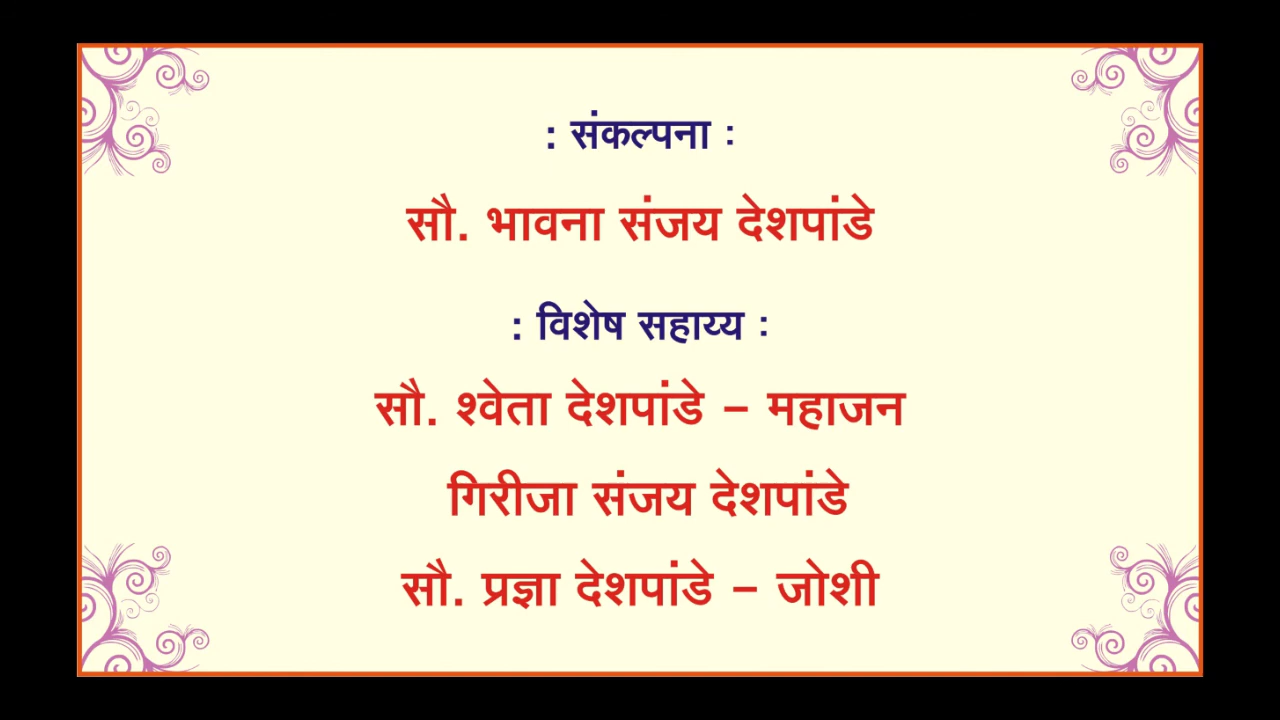 : संकल्पना :
सौ. भावना संजय देशपांडे
: विशेष सहाय्य :
सौ. श्वेता देशपांडे – महाजन
गिरीजा संजय देशपांडे
सौ. प्रज्ञा देशपांडे – जोशी